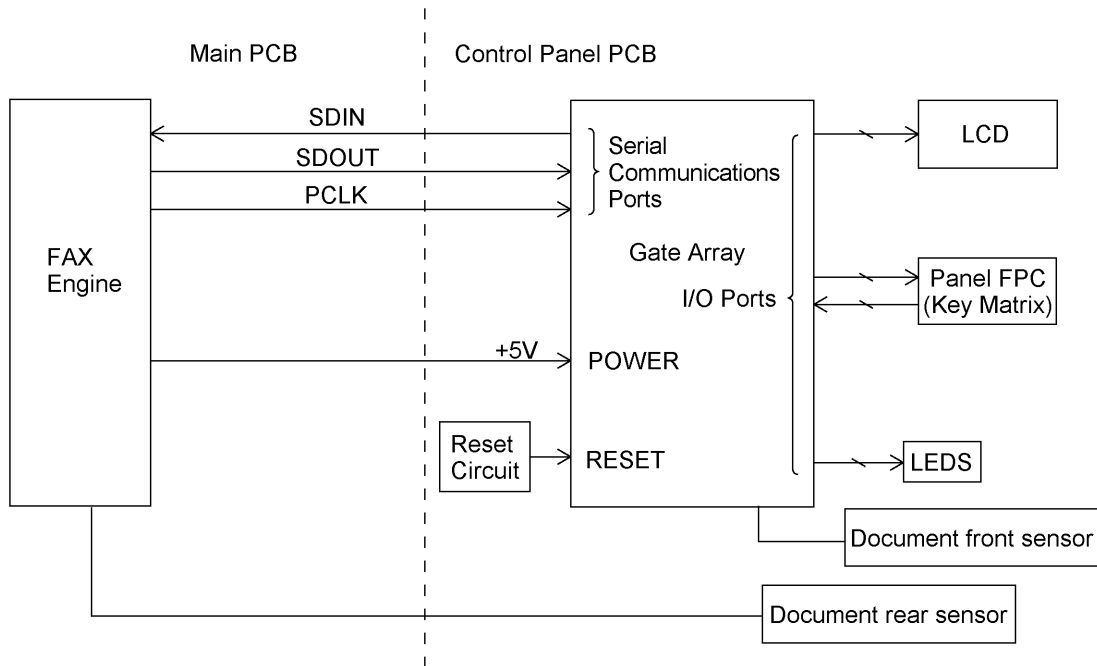 Main PCB
Control Panel PCB
SDIN
SDOUT
PCLK
Serial
Communications
Ports
LCD
FAX
Engine
Gate Array
I/O Ports
Panel FPC
(Key Matrix)
+5V
POWER
Reset
Circuit
RESET
LEDS
Document front sensor
Document rear sensor